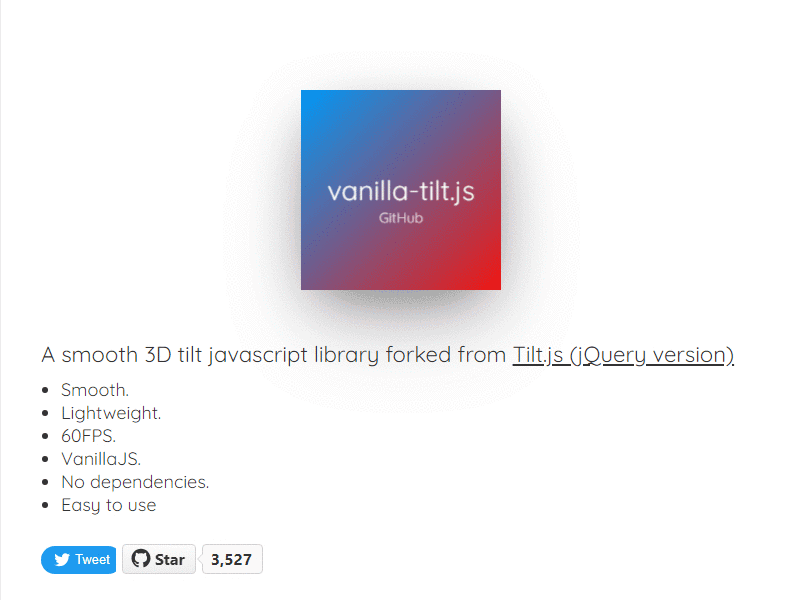 vanilla-tilt.js
GitHub
A smooth 3D tilt javascript library forked from Tilt.js (jQuery version)
Smooth.
Lightweight.
60FPS.
VanillaJS.
No dependencies.
Easy to use
Tweet Star 3,527